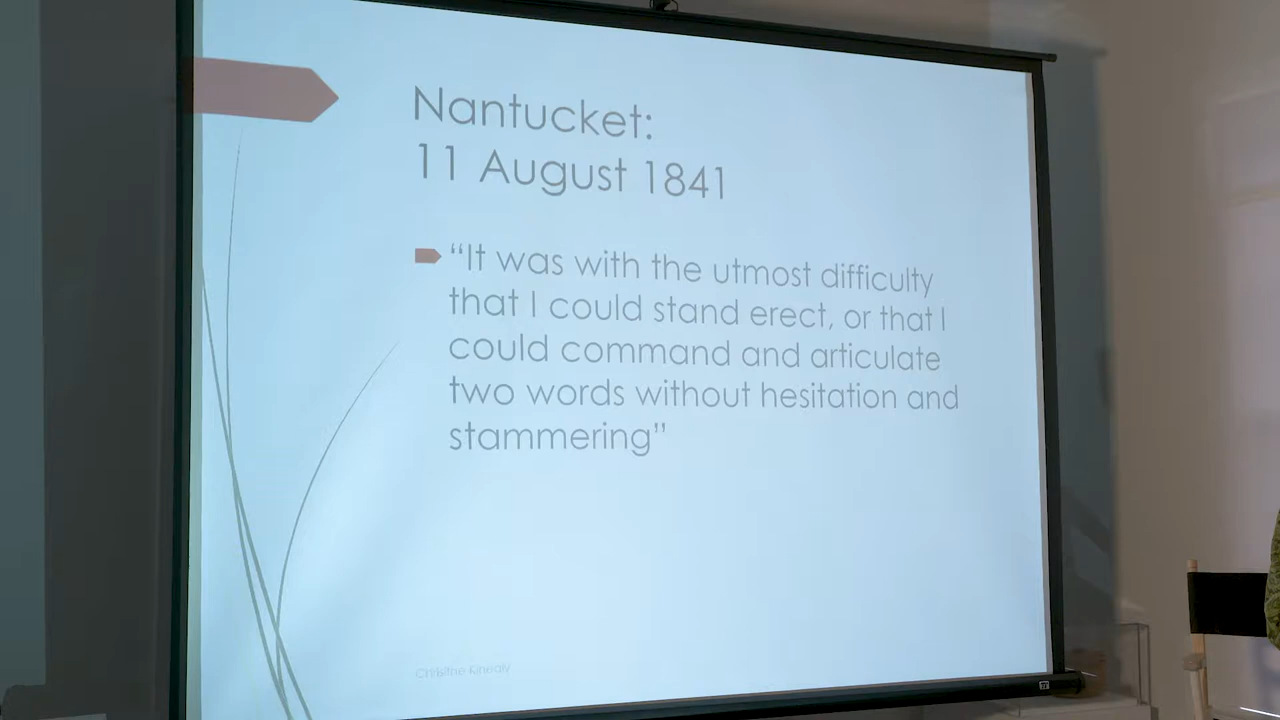 Nantucket:
11 August 1841
“It was with the utmost difficulty
that I could stand erect, or that I
could command and articulate
two words without hesitation and
stammering”
Christine Kinealy